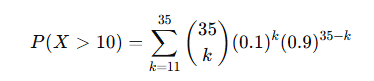 P(X > 10) = \sum_{k=11}^{35} \binom{35}{k} (0.1)^k (0.9)^{35-k}